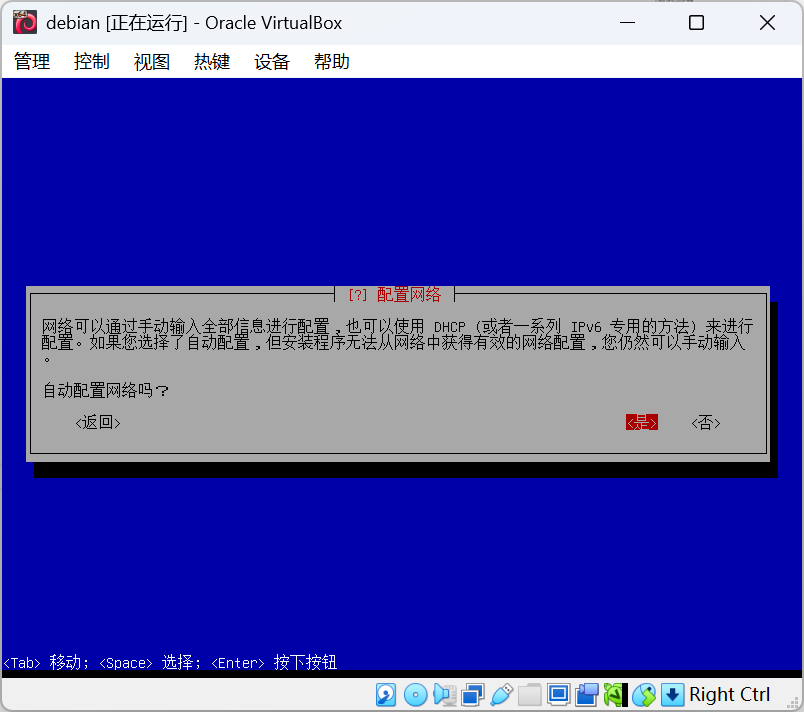 debian [正在运行] - Oracle VirtualBox
管理 控制 视图 热键 设备 帮助
[?] 配置网络
网络可以通过手动输入全部信息进行配置，也可以使用 DHCP (或者一系列 IPv6 专用的方法) 来进行
配置。如果您选择了自动配置，但安装程序无法从网络中获得有效的网络配置，您仍然可以手动输入
。
自动配置网络吗？
<返回> <是> <否>
<Tab> 移动; <Space> 选择; <Enter> 按下按钮
Right Ctrl